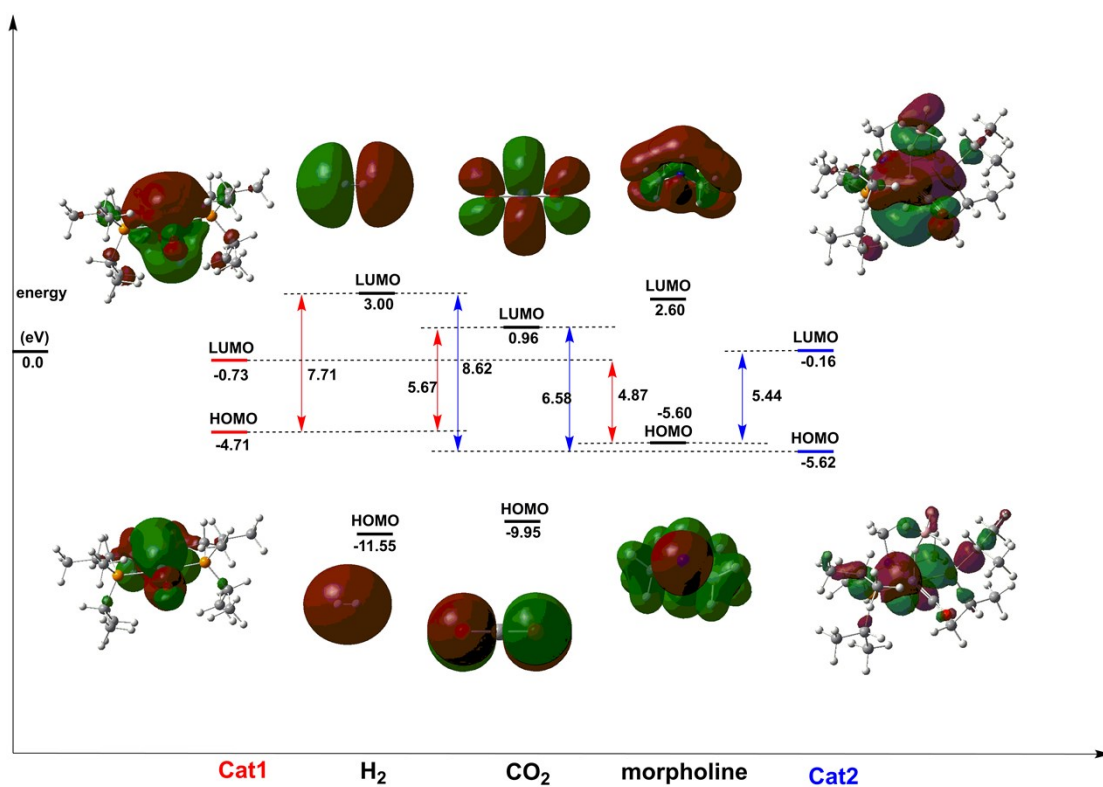 energy
(eV)
0.0
LUMO
-0.73
HOMO
-4.71
7.71
LUMO
3.00
HOMO
-11.55
5.67
8.62
LUMO
0.96
6.58
HOMO
-9.95
LUMO
2.60
4.87
-5.60
HOMO
5.44
LUMO
-0.16
HOMO
-5.62
Cat1
H₂
CO₂
morpholine
Cat2